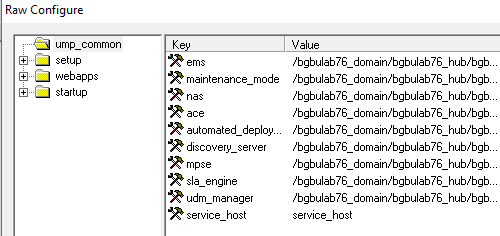 Raw Configure
ump_common
setup
webapps
startup
Key Value
ems /bgbulab76_domain/bgbulab76_hub/bgb...
maintenance_mode /bgbulab76_domain/bgbulab76_hub/bgb...
nas /bgbulab76_domain/bgbulab76_hub/bgb...
ace /bgbulab76_domain/bgbulab76_hub/bgb...
automated_deploy... /bgbulab76_domain/bgbulab76_hub/bgb...
discovery_server /bgbulab76_domain/bgbulab76_hub/bgb...
mpse /bgbulab76_domain/bgbulab76_hub/bgb...
sla_engine /bgbulab76_domain/bgbulab76_hub/bgb...
udm_manager /bgbulab76_domain/bgbulab76_hub/bgb...
service_host service_host